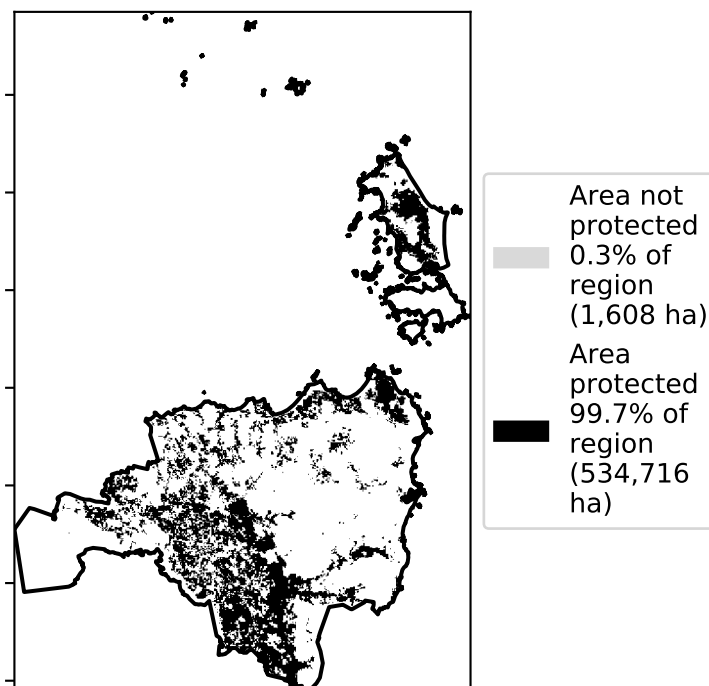 Area not
protected
0.3% of
region
(1,608 ha)
Area
protected
99.7% of
region
(534,716
ha)